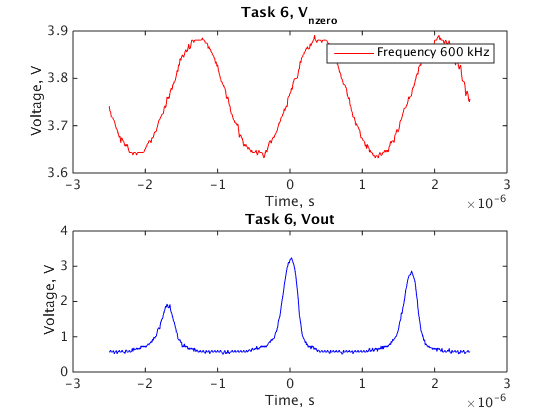 Task 6, Vnzero
Voltage, V
3.9
3.8
3.7
3.6
Frequency 600 kHz
−3 −2 −1 0 1 2 3
Time, s
×10−6
Task 6, Vout
Voltage, V
4
3
2
1
0
−3 −2 −1 0 1 2 3
Time, s
×10−6